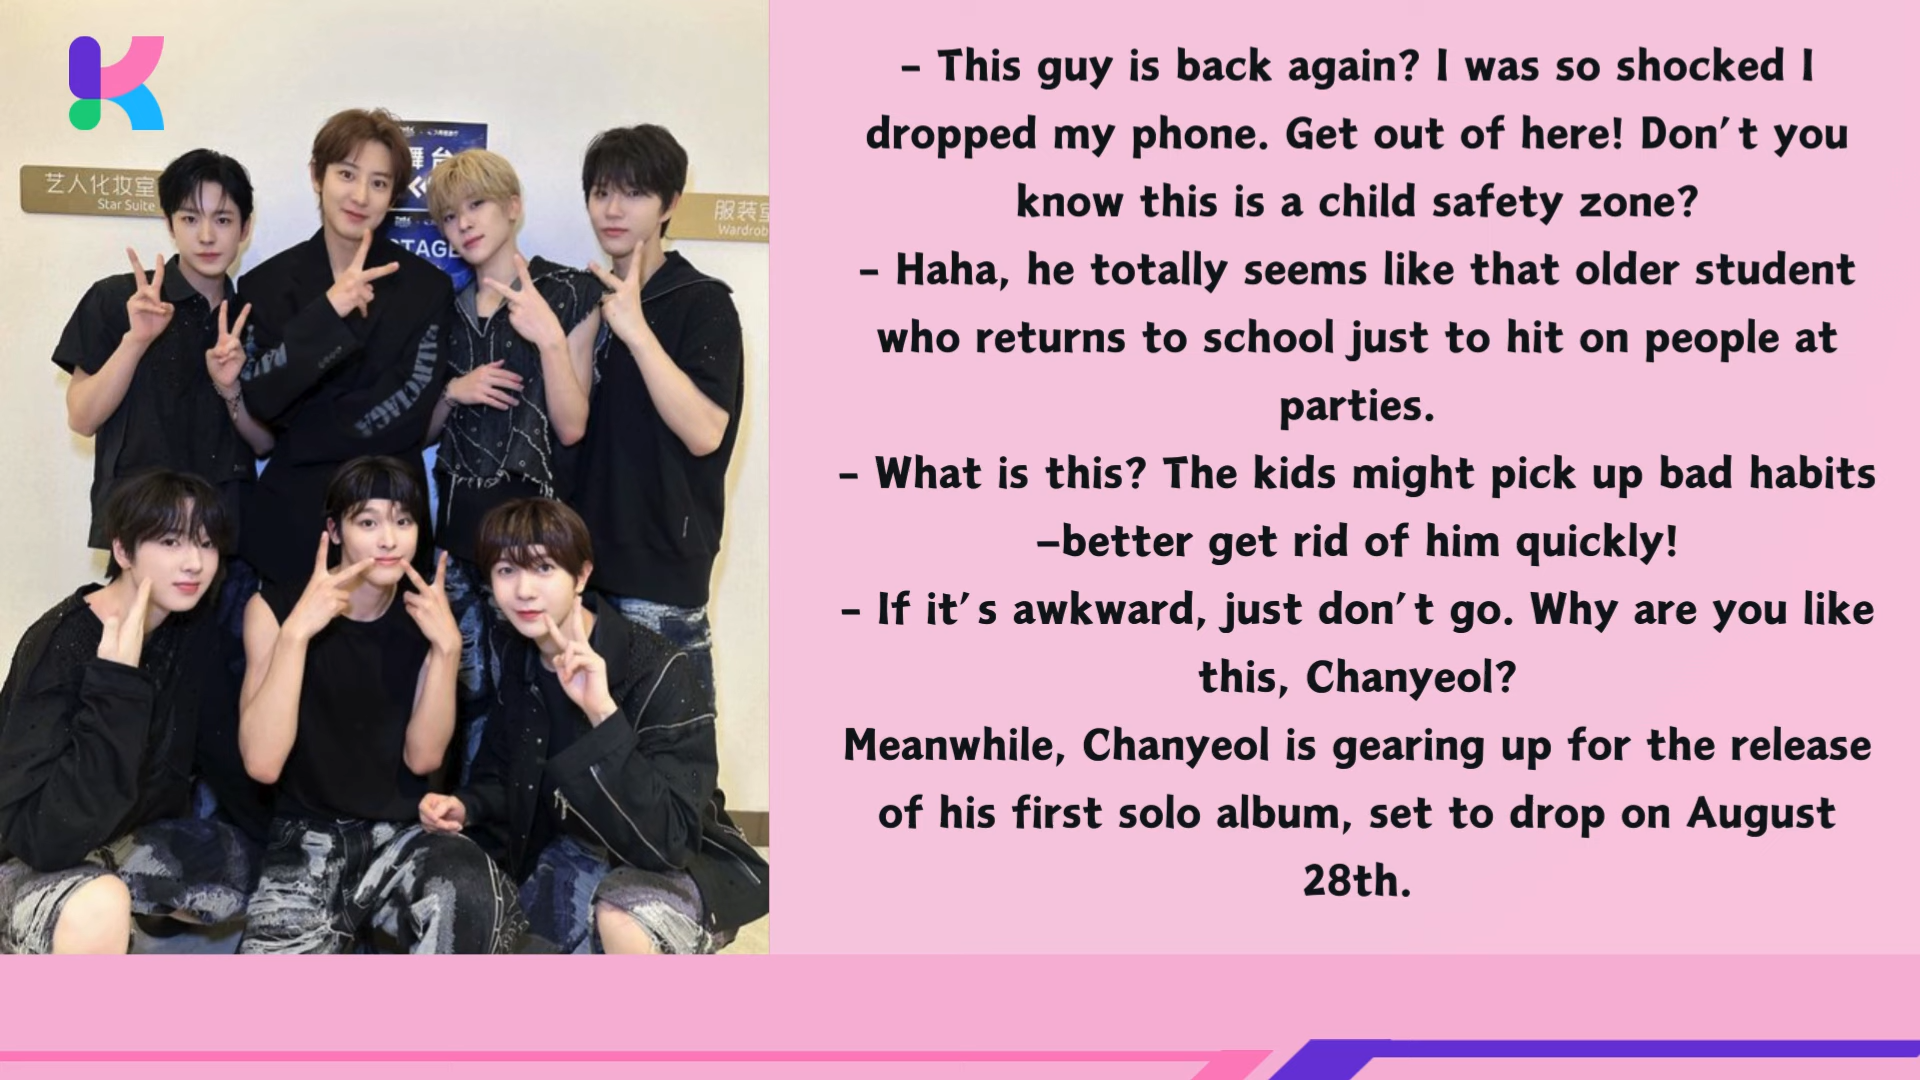 艺人化妆室
Star Suite
舞台
STAGE
服装室
Wardrob
– This guy is back again? I was so shocked I
dropped my phone. Get out of here! Don't you
know this is a child safety zone?
– Haha, he totally seems like that older student
who returns to school just to hit on people at
parties.
– What is this? The kids might pick up bad habits
–better get rid of him quickly!
– If it's awkward, just don't go. Why are you like
this, Chanyeol?
Meanwhile, Chanyeol is gearing up for the release
of his first solo album, set to drop on August
28th.